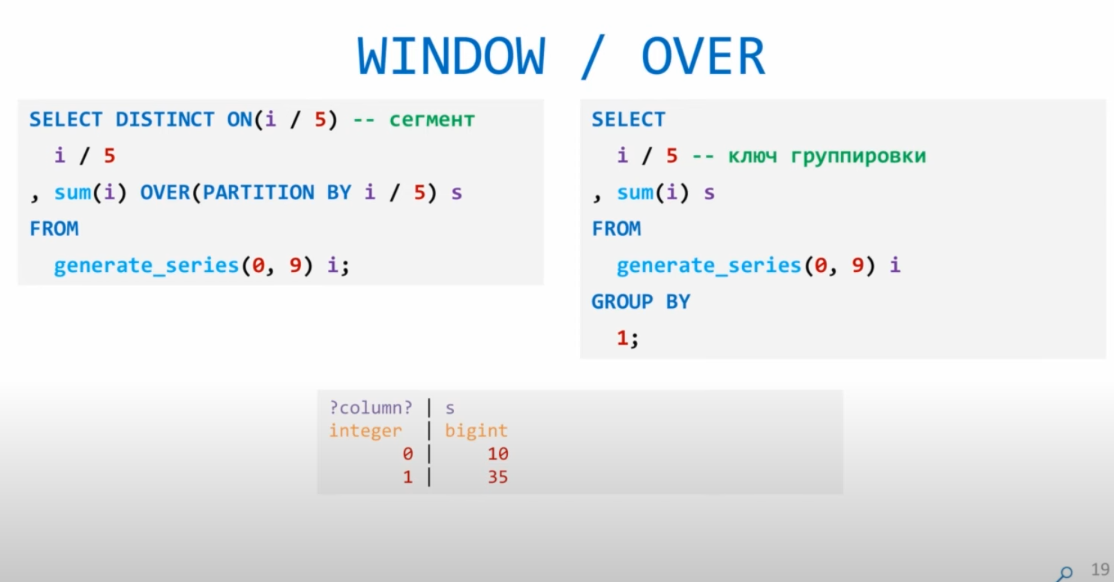 WINDOW / OVER
SELECT DISTINCT ON(i / 5) -- сегмент
i / 5
, sum(i) OVER(PARTITION BY i / 5) s
FROM
generate_series(0, 9) i;
SELECT
i / 5 -- ключ группировки
, sum(i) s
FROM
generate_series(0, 9) i
GROUP BY
1;
?column? | s
integer | bigint
0 | 10
1 | 35
19